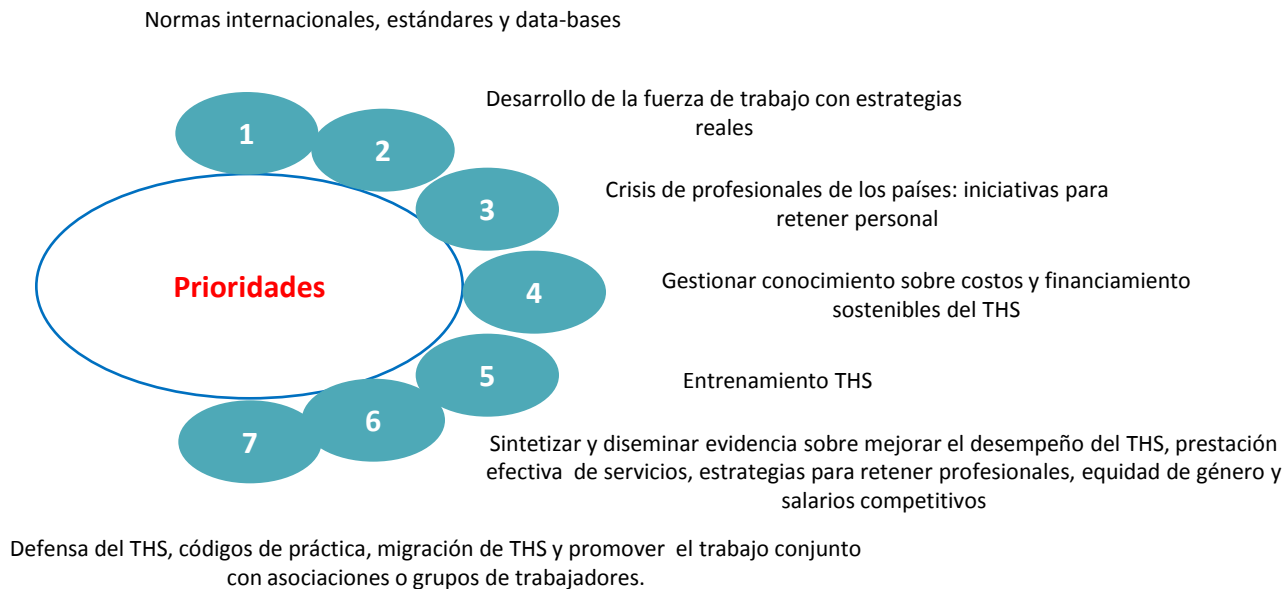 Normas internacionales, estándares y data-bases
1
Desarrollo de la fuerza de trabajo con estrategias
reales
2
Crisis de profesionales de los países: iniciativas para
retener personal
3
Prioridades
Gestionar conocimiento sobre costos y financiamiento
sostenibles del THS
4
Entrenamiento THS
5
Sintetizar y diseminar evidencia sobre mejorar el desempeño del THS, prestación
efectiva de servicios, estrategias para retener profesionales, equidad de género y
salarios competitivos
6
7
Defensa del THS, códigos de práctica, migración de THS y promover el trabajo conjunto
con asociaciones o grupos de trabajadores.